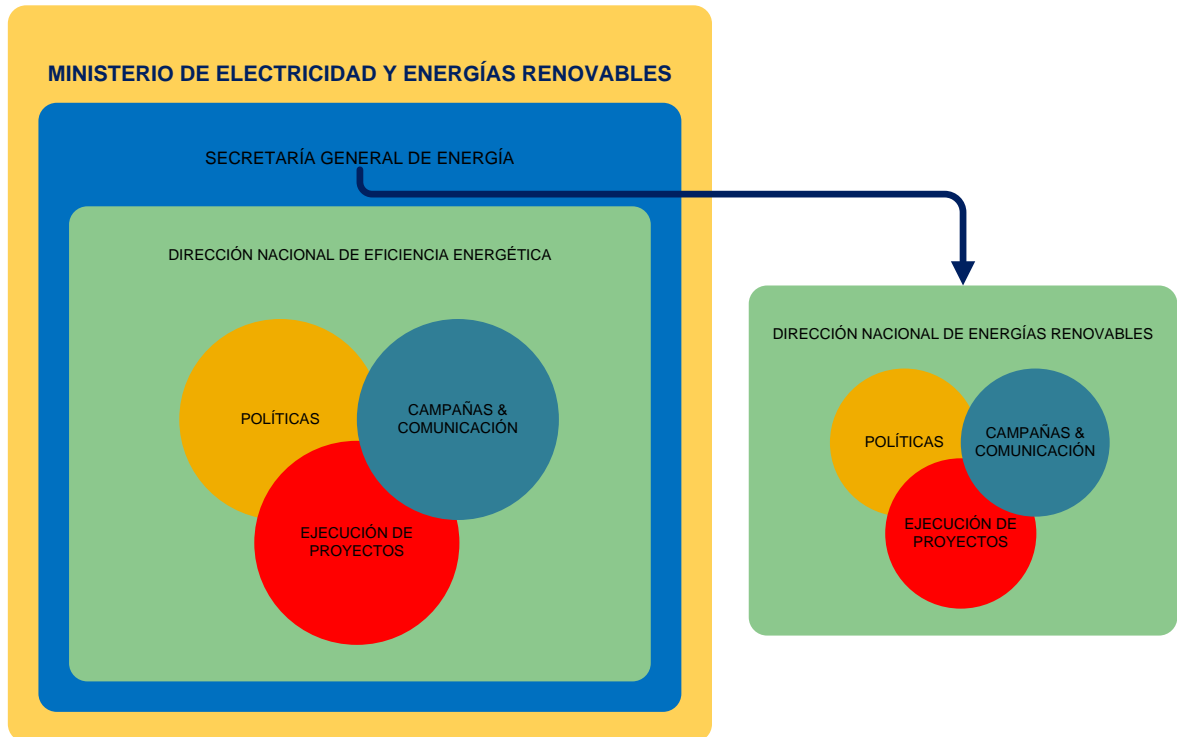 MINISTERIO DE ELECTRICIDAD Y ENERGÍAS RENOVABLES
SECRETARÍA GENERAL DE ENERGÍA
DIRECCIÓN NACIONAL DE EFICIENCIA ENERGÉTICA
POLÍTICAS
CAMPAÑAS &
COMUNICACIÓN
EJECUCIÓN DE
PROYECTOS
DIRECCIÓN NACIONAL DE ENERGÍAS RENOVABLES
POLÍTICAS
CAMPAÑAS &
COMUNICACIÓN
EJECUCIÓN DE
PROYECTOS